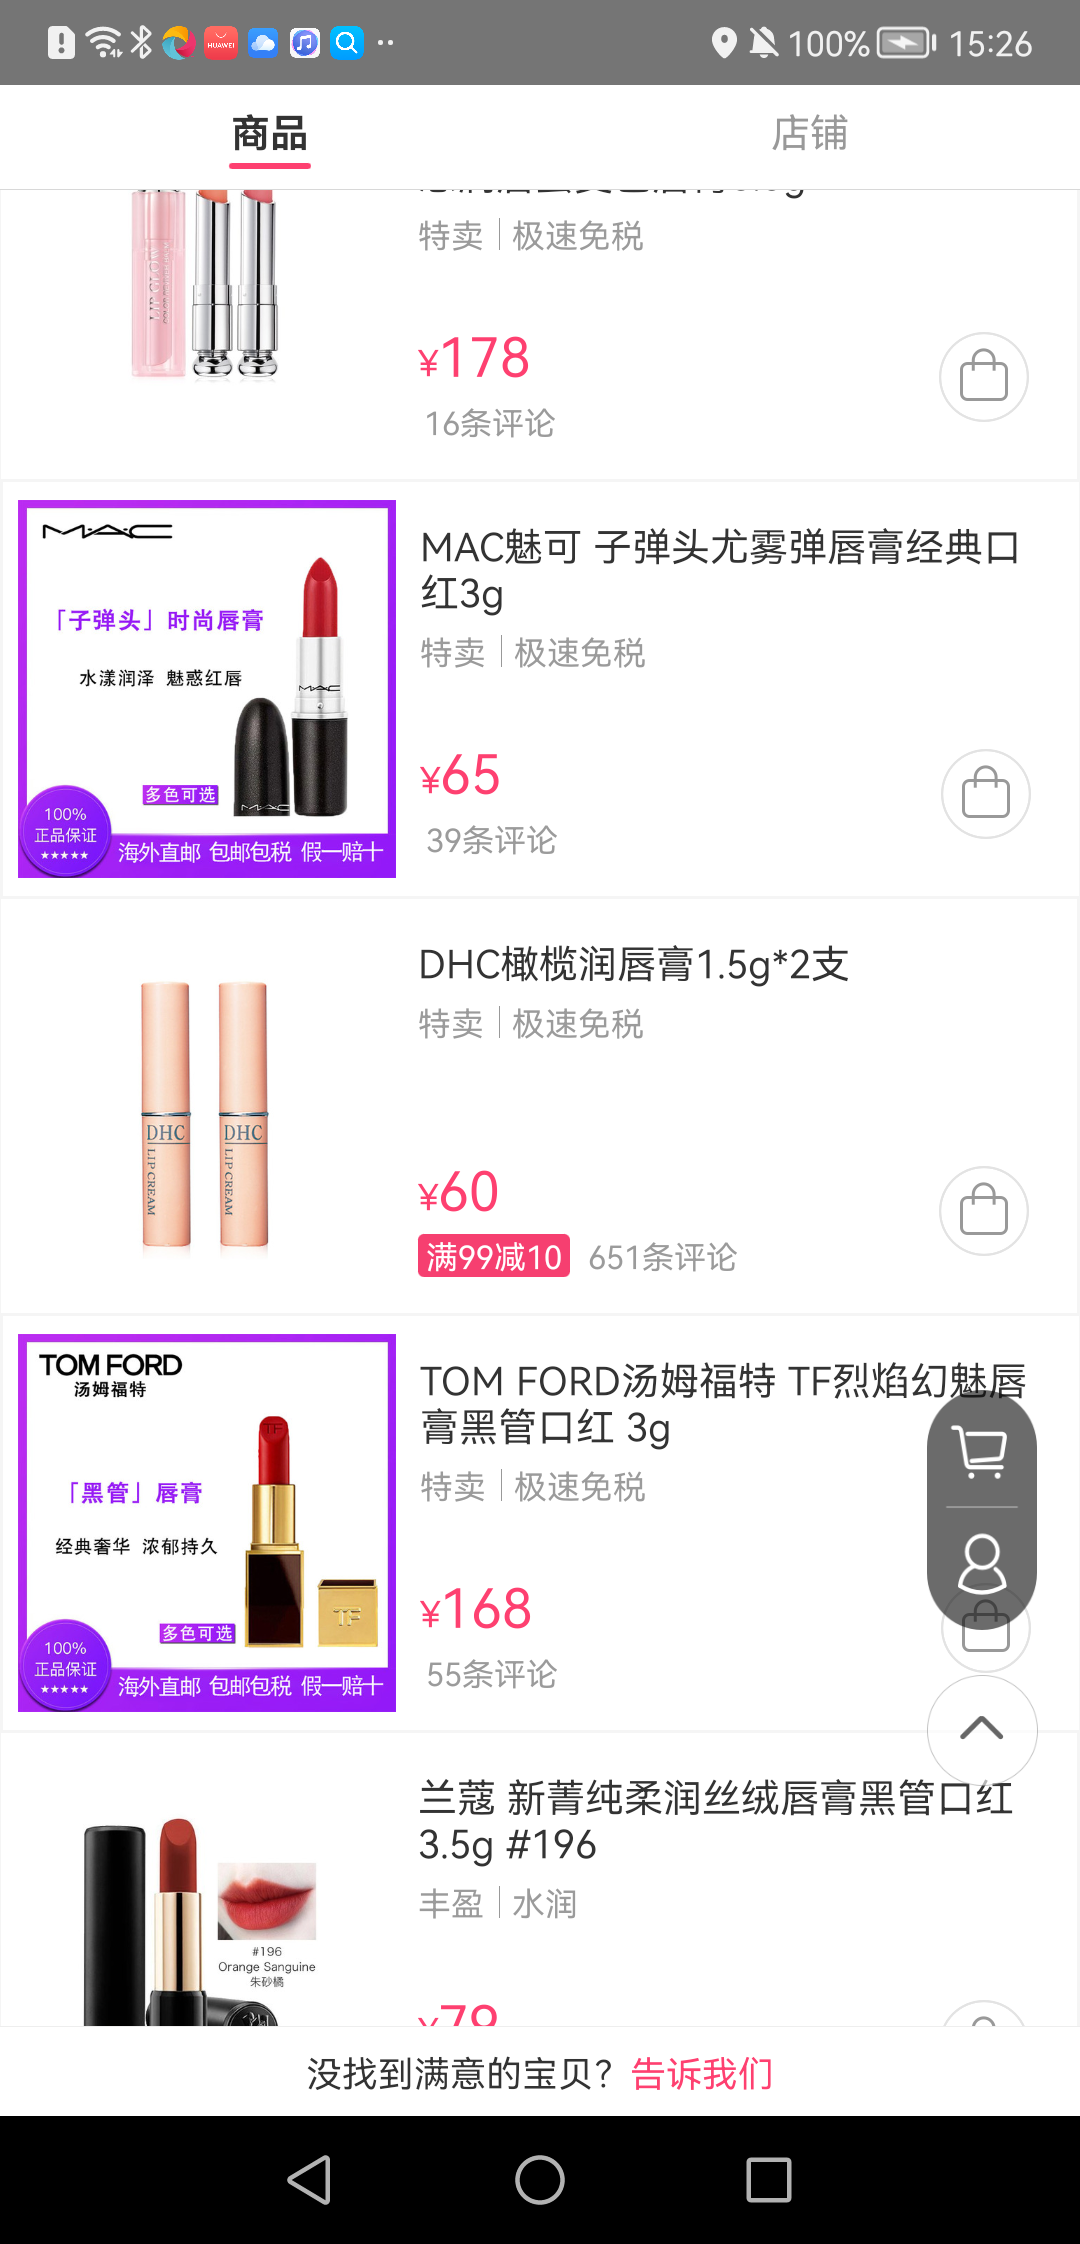 HUAWEI
100%
15:26
商品
店铺
LIP GLOW
特卖
极速免税
¥178
16条评论
MAC
「子弹头」时尚唇膏
水漾润泽 魅惑红唇
MAC
MAC
多色可选
100%
正品保证
★★★★★
海外直邮 包邮包税 假一赔十
MAC魅可 子弹头尤雾弹唇膏经典口
红3g
特卖
极速免税
¥65
39条评论
DHC
LIP CREAM
DHC
LIP CREAM
DHC橄榄润唇膏1.5g*2支
特卖
极速免税
¥60
满99减10
651条评论
TOM FORD
汤姆福特
TF
「黑管」唇膏
经典奢华 浓郁持久
TF
多色可选
100%
正品保证
★★★★★
海外直邮 包邮包税 假一赔十
TOM FORD汤姆福特 TF烈焰幻魅唇
膏黑管口红 3g
特卖
极速免税
¥168
55条评论
#196
Orange Sanguine
朱砂橘
兰蔻 新菁纯柔润丝绒唇膏黑管口红
3.5g #196
丰盈
水润
¥79
没找到满意的宝贝？告诉我们